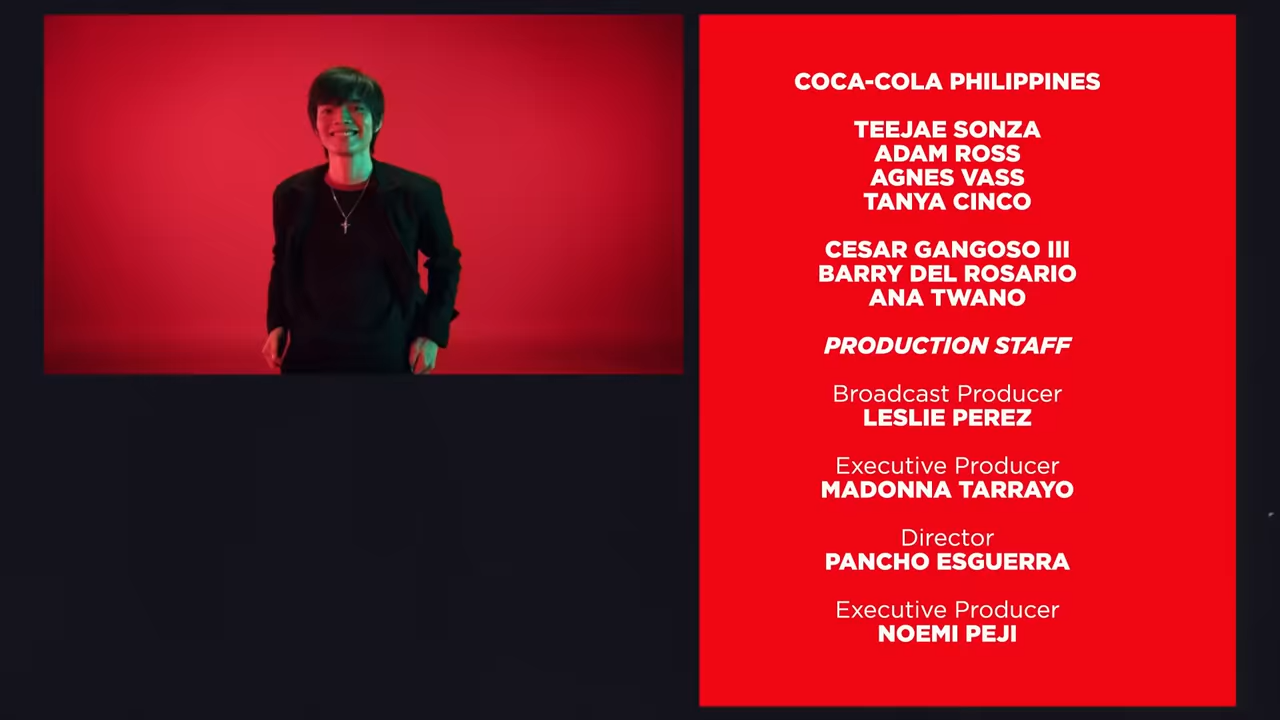 COCA-COLA PHILIPPINES
TEEJAE SONZA
ADAM ROSS
AGNES VASS
TANYA CINCO
CESAR GANGOSO III
BARRY DEL ROSARIO
ANA TWANO
PRODUCTION STAFF
Broadcast Producer
LESLIE PEREZ
Executive Producer
MADONNA TARRAYO
Director
PANCHO ESGUERRA
Executive Producer
NOEMI PEJI